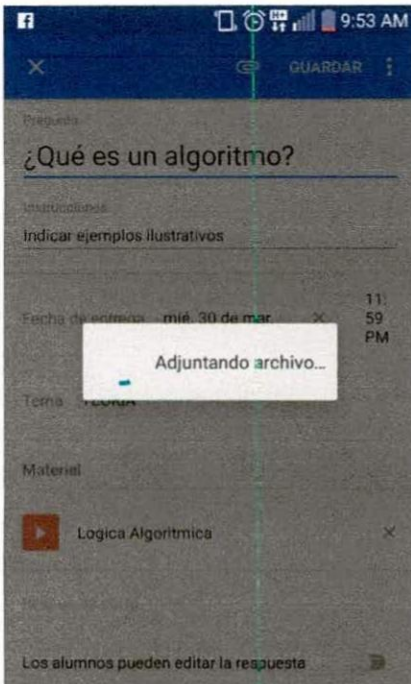 9:53 AM
GUARDAR
Pregunta
¿Qué es un algoritmo?
Instrucciones
Indicar ejemplos ilustrativos
Fecha de entrega mié. 30 de mar. 11:
59
PM
Adjuntando archivo...
Tema TEORIA
Material
Logica Algoritmica
Los alumnos pueden editar la respuesta